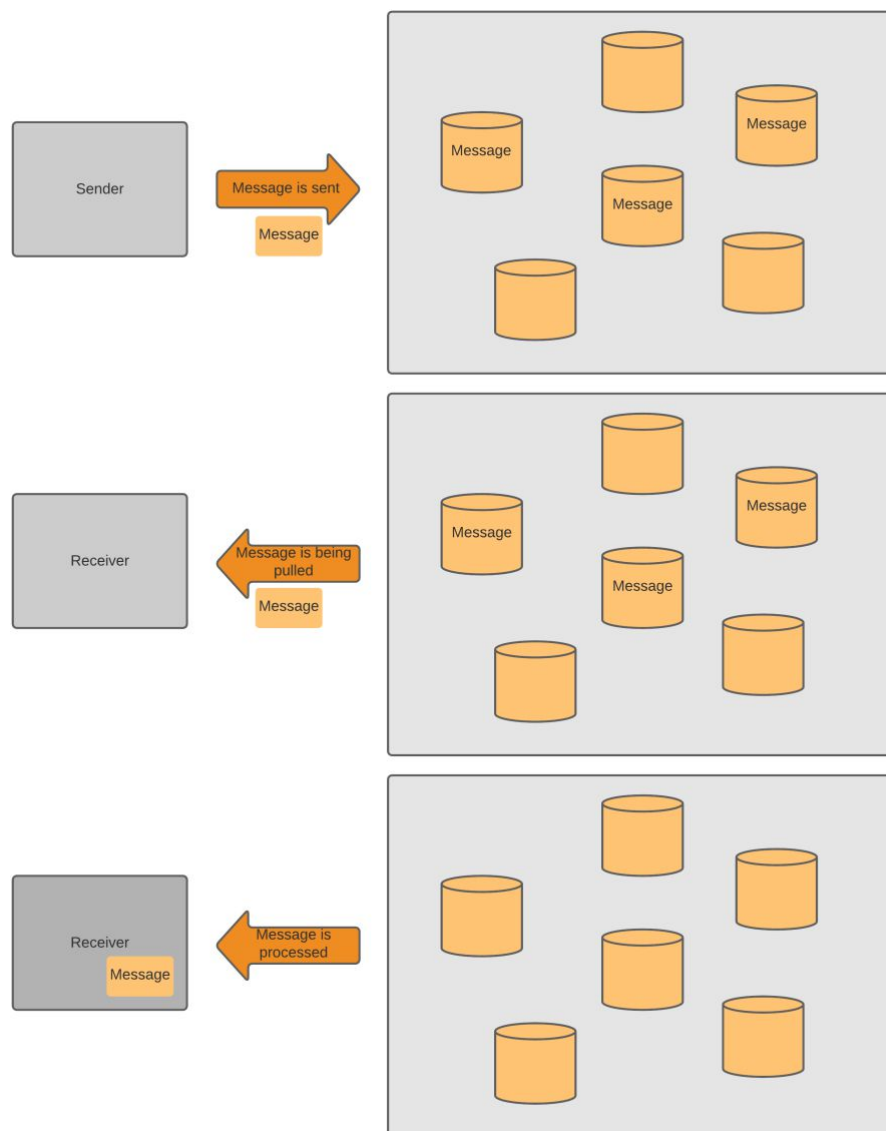 Sender
Message is sent
Message
Message
Message
Message
Receiver
Message is being
pulled
Message
Message
Message
Message
Receiver
Message
Message is
processed